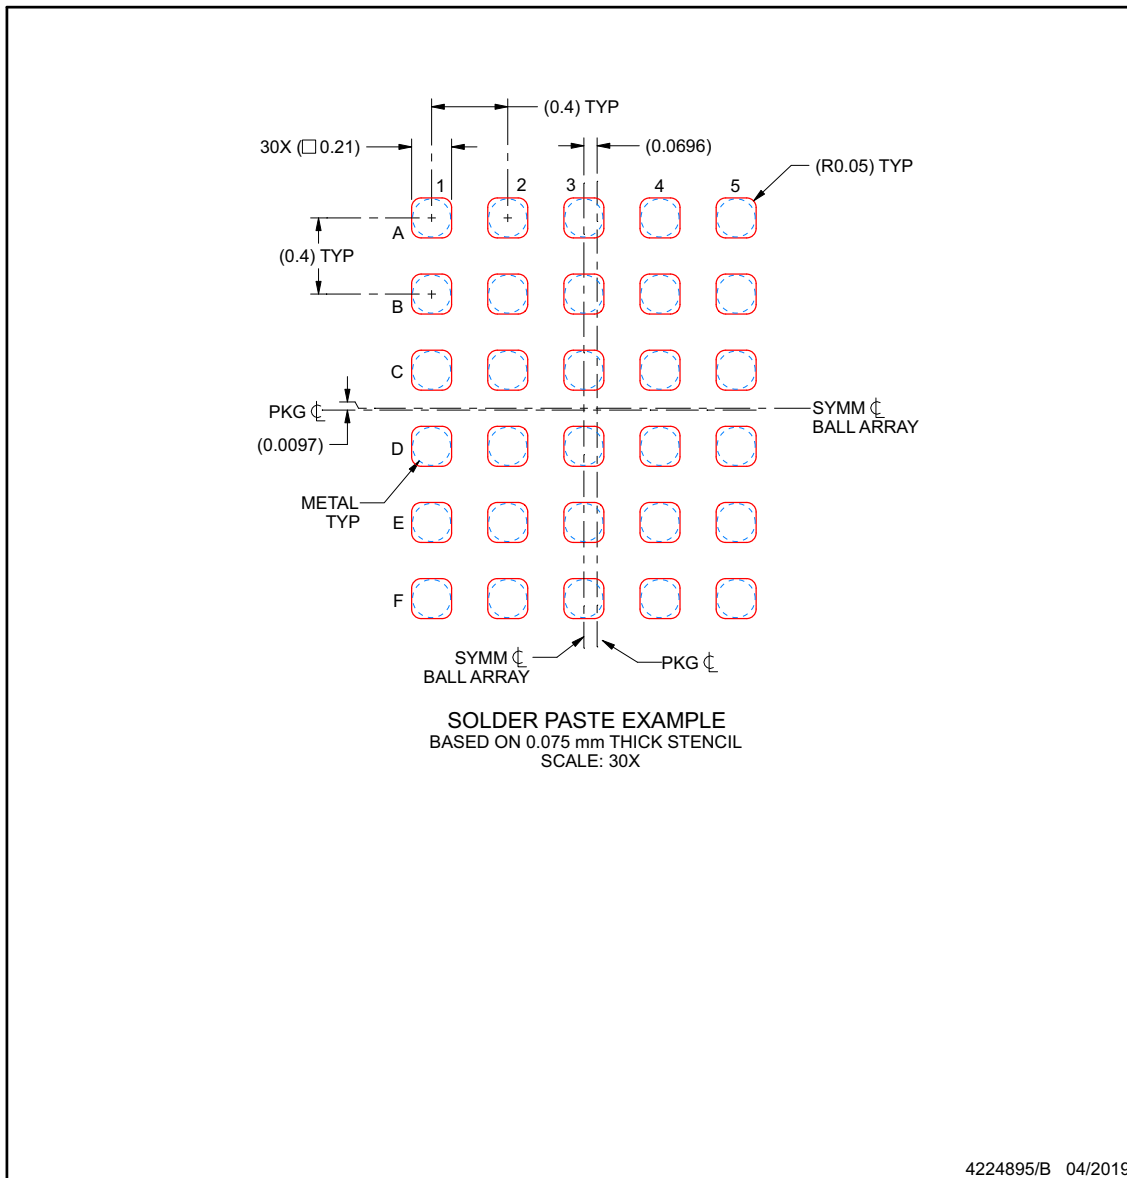 (0.4) TYP
30X (□ 0.21)
(0.0696)
(R0.05) TYP
1 2 3 4 5
A
(0.4) TYP
B
C
PKG ℄
SYMM ℄
BALL ARRAY
(0.0097)
D
METAL
TYP
E
F
SYMM ℄
BALL ARRAY
PKG ℄
SOLDER PASTE EXAMPLE
BASED ON 0.075 mm THICK STENCIL
SCALE: 30X
4224895/B 04/2019